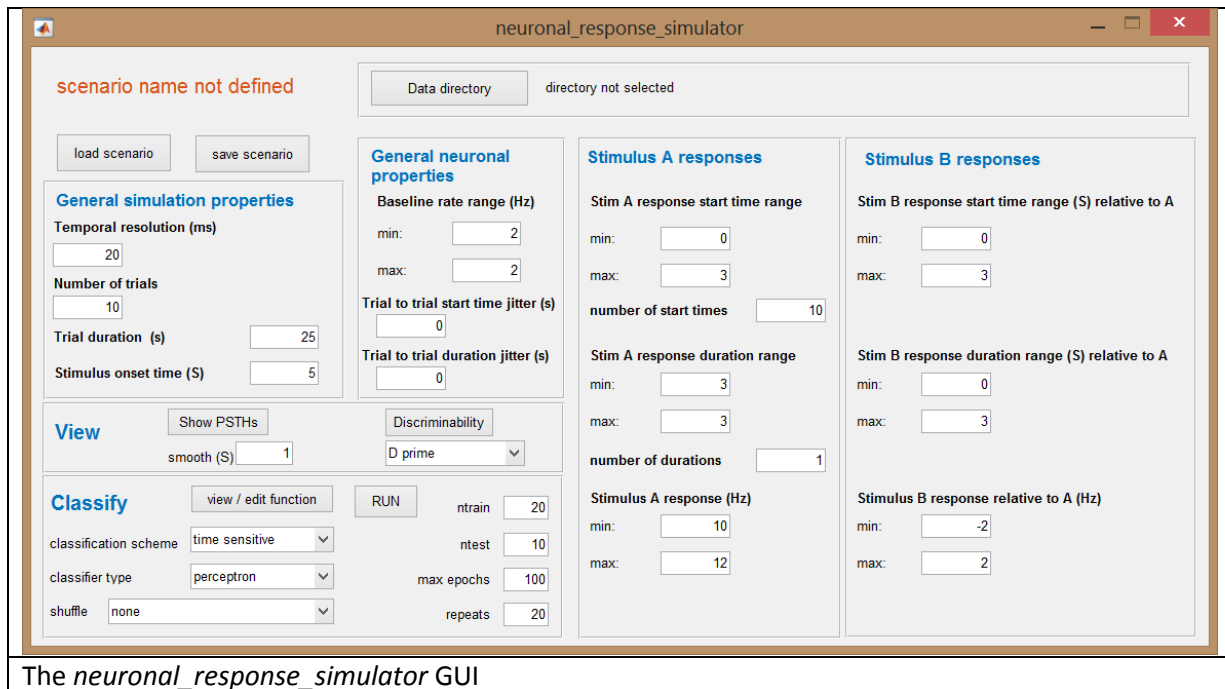 neuronal_response_simulator
scenario name not defined
Data directory
directory not selected
load scenario
save scenario
General simulation properties
Temporal resolution (ms)
20
Number of trials
10
Trial duration (s)
25
Stimulus onset time (S)
5
General neuronal
properties
Baseline rate range (Hz)
min:
2
max:
2
Trial to trial start time jitter (s)
0
Trial to trial duration jitter (s)
0
Stimulus A responses
Stim A response start time range
min:
0
max:
3
number of start times
10
Stim A response duration range
min:
3
max:
3
number of durations
1
Stimulus A response (Hz)
min:
10
max:
12
Stimulus B responses
Stim B response start time range (S) relative to A
min:
0
max:
3
Stim B response duration range (S) relative to A
min:
0
max:
3
Stimulus B response relative to A (Hz)
min:
-2
max:
2
View
Show PSTHs
smooth (S)
1
Discriminability
D prime
Classify
view / edit function
RUN
ntrain
20
classification scheme
time sensitive
ntest
10
classifier type
perceptron
max epochs
100
shuffle
none
repeats
20
The neuronal_response_simulator GUI